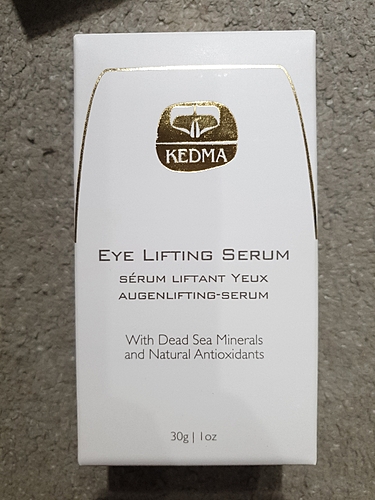 KEDMA
Eye Lifting Serum
sérum liftant Yeux
augenlifting-serum
With Dead Sea Minerals
and Natural Antioxidants
30g | 1oz